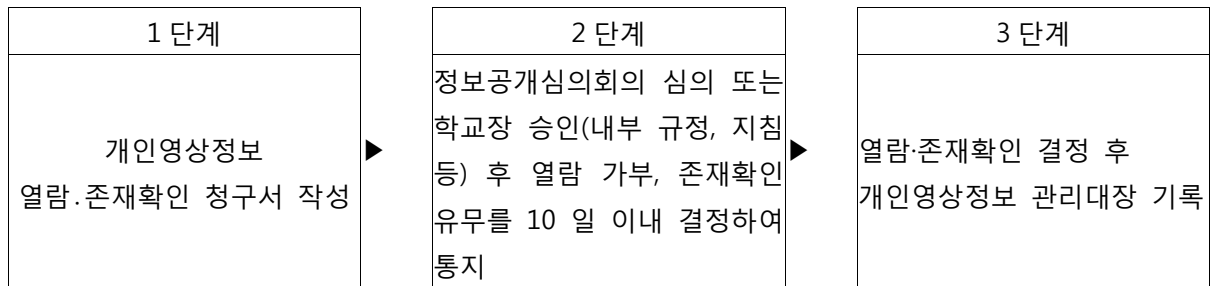 1 단계
개인영상정보
열람.존재확인 청구서 작성
▶
2 단계
정보공개심의회의 심의 또는
학교장 승인(내부 규정, 지침
등) 후 열람 가부, 존재확인
유무를 10 일 이내 결정하여
통지
▶
3 단계
열람·존재확인 결정 후
개인영상정보 관리대장 기록